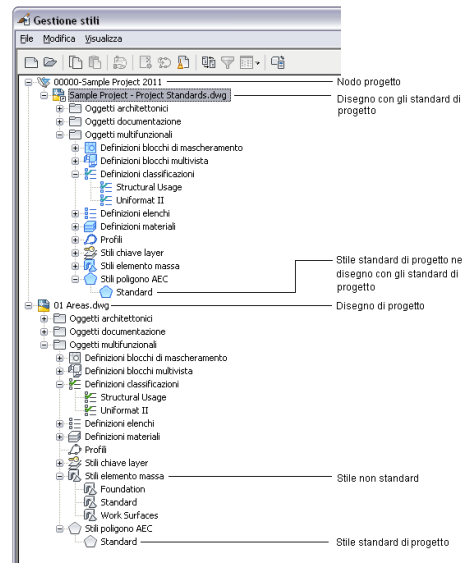 Gestione stili
File Modifica Visualizza
00000-Sample Project 2011
Nodo progetto
Sample Project - Project Standards.dwg
Disegno con gli standard di
progetto
Oggetti architettonici
Oggetti documentazione
Oggetti multifunzionali
Definizioni blocchi di mascheramento
Definizioni blocchi multivista
Definizioni classificazioni
Structural Usage
Uniformat II
Definizioni elenchi
Definizioni materiali
Profili
Stili chiave layer
Stili elemento massa
Stili poligono AEC
Standard
Stile standard di progetto ne
disegno con gli standard di
progetto
01 Areas.dwg
Disegno di progetto
Oggetti architettonici
Oggetti documentazione
Oggetti multifunzionali
Definizioni blocchi di mascheramento
Definizioni blocchi multivista
Definizioni classificazioni
Structural Usage
Uniformat II
Definizioni elenchi
Definizioni materiali
Profili
Stili chiave layer
Stili elemento massa
Stile non standard
Foundation
Standard
Work Surfaces
Stili poligono AEC
Standard
Stile standard di progetto